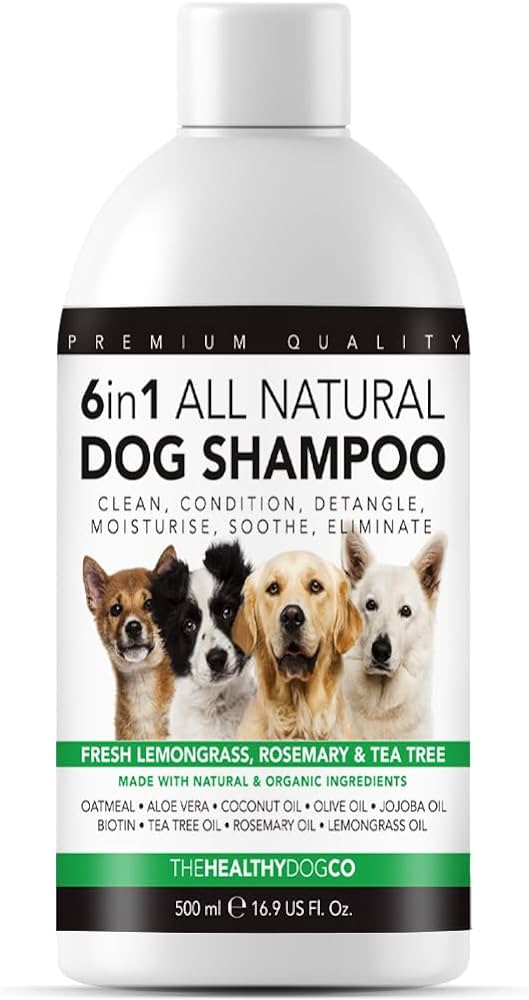 PREMIUM QUALITY
6in1 ALL NATURAL
DOG SHAMPOO
CLEAN, CONDITION, DETANGLE,
MOISTURISE, SOOTHE, ELIMINATE
FRESH LEMONGRASS, ROSEMARY & TEA TREE
MADE WITH NATURAL & ORGANIC INGREDIENTS
OATMEAL • ALOE VERA • COCONUT OIL • OLIVE OIL • JOJOBA OIL
BIOTIN • TEA TREE OIL • ROSEMARY OIL • LEMONGRASS OIL
THEHEALTHYDOGCO
500 ml ℮ 16.9 US Fl. Oz.